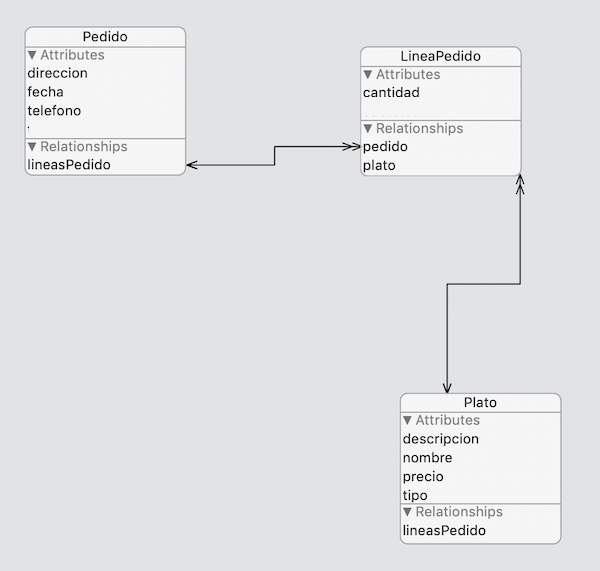 Pedido
▼ Attributes
direccion
fecha
telefono
▼ Relationships
lineasPedido
LineaPedido
▼ Attributes
cantidad
▼ Relationships
pedido
plato
Plato
▼ Attributes
descripcion
nombre
precio
tipo
▼ Relationships
lineasPedido